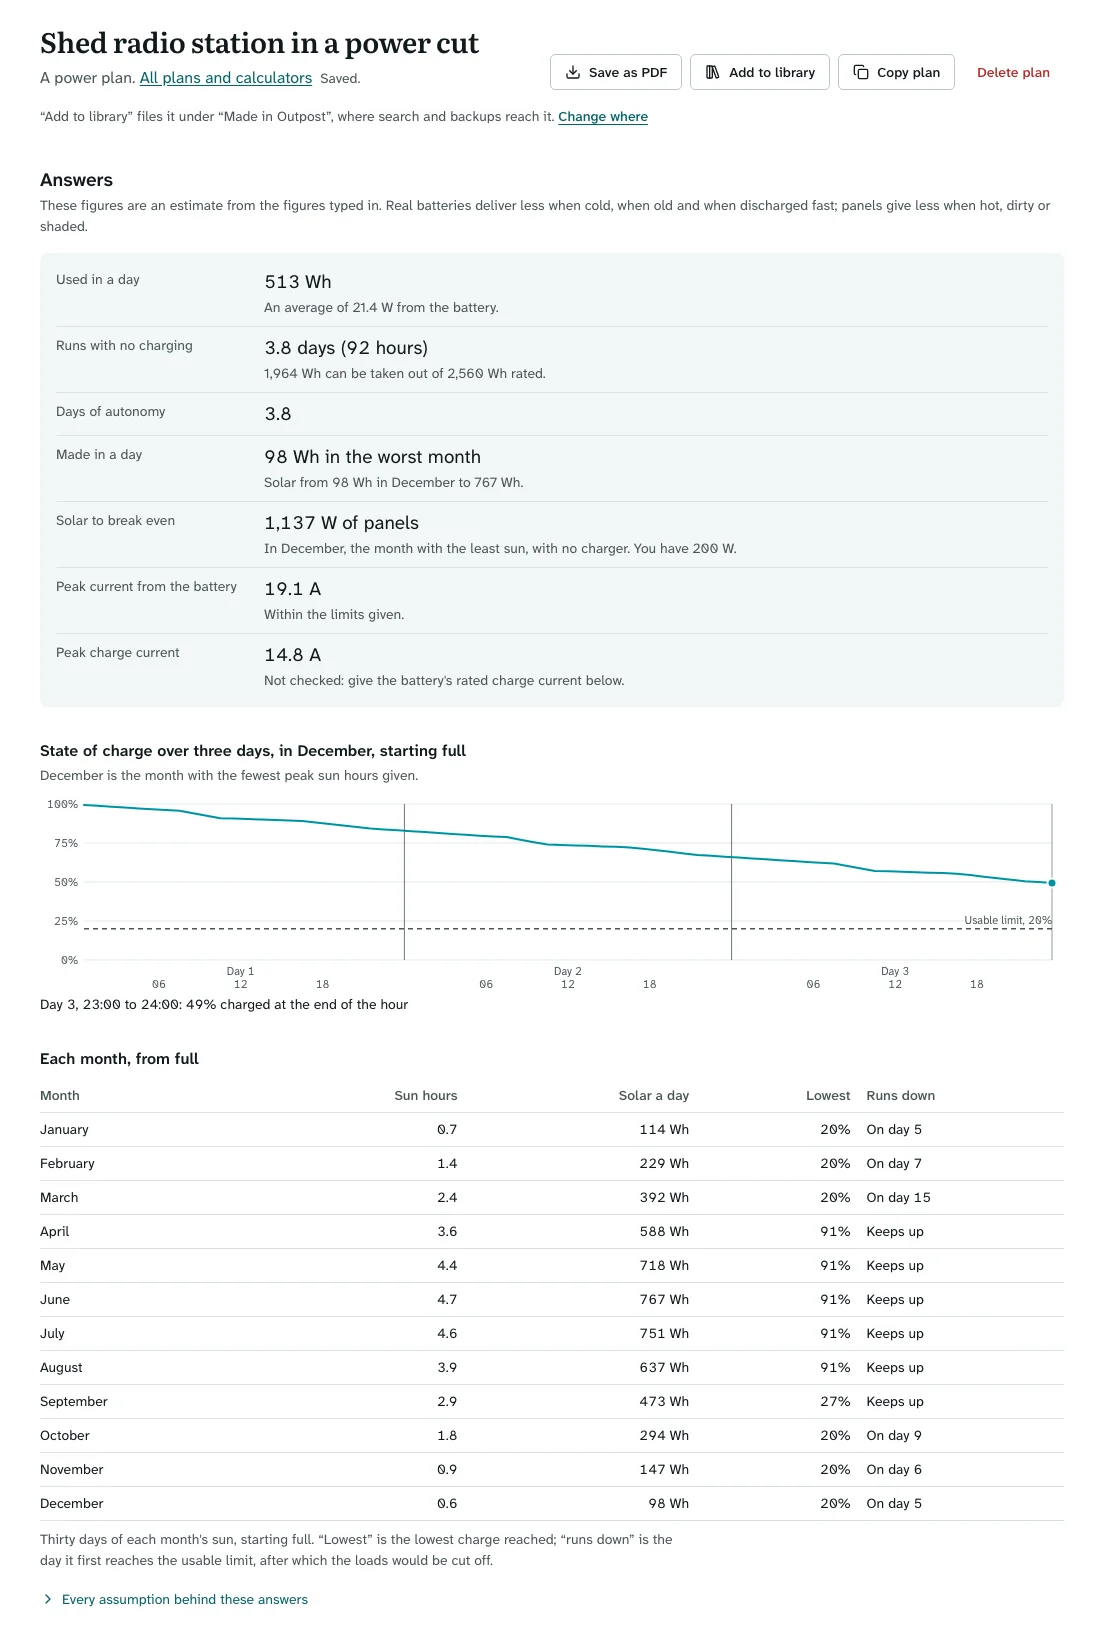 Shed radio station in a power cut
A power plan. All plans and calculators Saved.
Save as PDF
Add to library
Copy plan
Delete plan
“Add to library” files it under “Made in Outpost”, where search and backups reach it. Change where
Answers
These figures are an estimate from the figures typed in. Real batteries deliver less when cold, when old and when discharged fast; panels give less when hot, dirty or
shaded.
Used in a day
513 Wh
An average of 21.4 W from the battery.
Runs with no charging
3.8 days (92 hours)
1,964 Wh can be taken out of 2,560 Wh rated.
Days of autonomy
3.8
Made in a day
98 Wh in the worst month
Solar from 98 Wh in December to 767 Wh.
Solar to break even
1,137 W of panels
In December, the month with the least sun, with no charger. You have 200 W.
Peak current from the battery
19.1 A
Within the limits given.
Peak charge current
14.8 A
Not checked: give the battery's rated charge current below.
State of charge over three days, in December, starting full
December is the month with the fewest peak sun hours given.
100%
75%
50%
25%
Usable limit, 20%
0%
Day 1 Day 2 Day 3
06 12 18 06 12 18 06 12 18
Day 3, 23:00 to 24:00: 49% charged at the end of the hour
Each month, from full
Month Sun hours Solar a day Lowest Runs down
January 0.7 114 Wh 20% On day 5
February 1.4 229 Wh 20% On day 7
March 2.4 392 Wh 20% On day 15
April 3.6 588 Wh 91% Keeps up
May 4.4 718 Wh 91% Keeps up
June 4.7 767 Wh 91% Keeps up
July 4.6 751 Wh 91% Keeps up
August 3.9 637 Wh 91% Keeps up
September 2.9 473 Wh 27% Keeps up
October 1.8 294 Wh 20% On day 9
November 0.9 147 Wh 20% On day 6
December 0.6 98 Wh 20% On day 5
Thirty days of each month's sun, starting full. “Lowest” is the lowest charge reached; “runs down” is the
day it first reaches the usable limit, after which the loads would be cut off.
Every assumption behind these answers